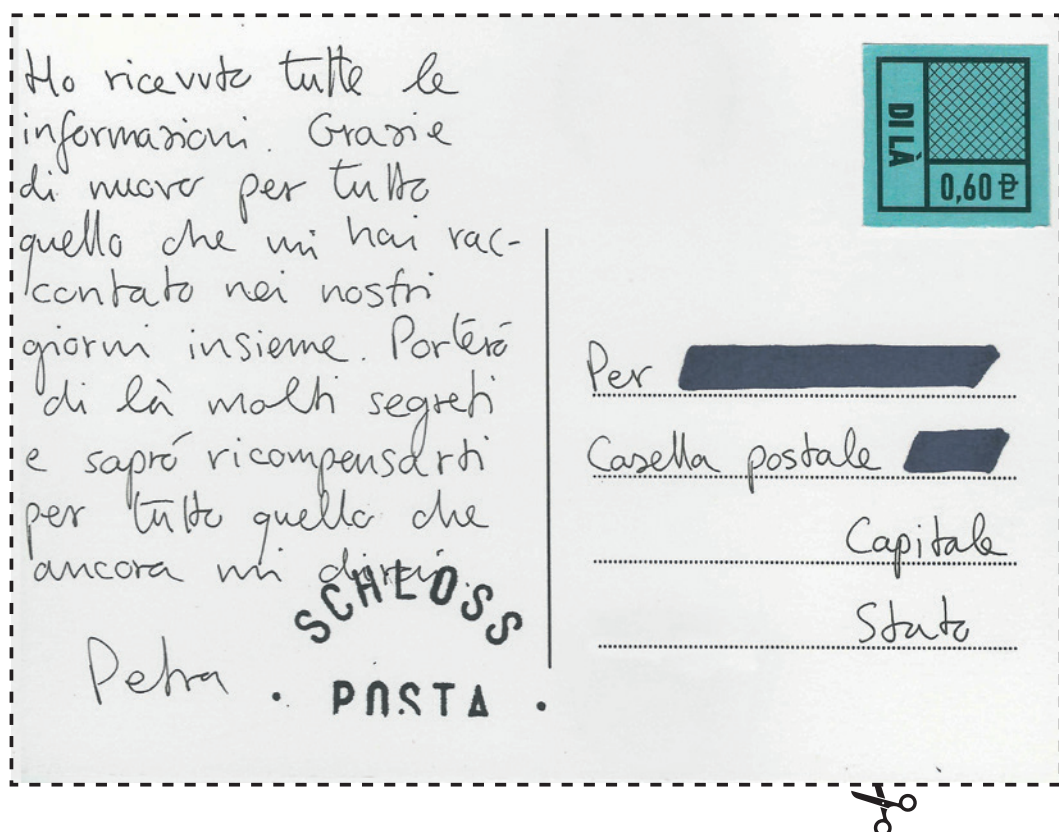 Ho ricevuto tutte le
informazioni. Grazie
di nuovo per tutto
quello che mi hai rac-
contato nei nostri
giorni insieme. Porterò
di là molti segreti
e saprò ricompensarti
per tutto quello che
ancora mi dirai.
Petra
SCHLOSS
POSTA
DI LÀ
0,60 ₽
Per
Casella postale
Capitale
Stato